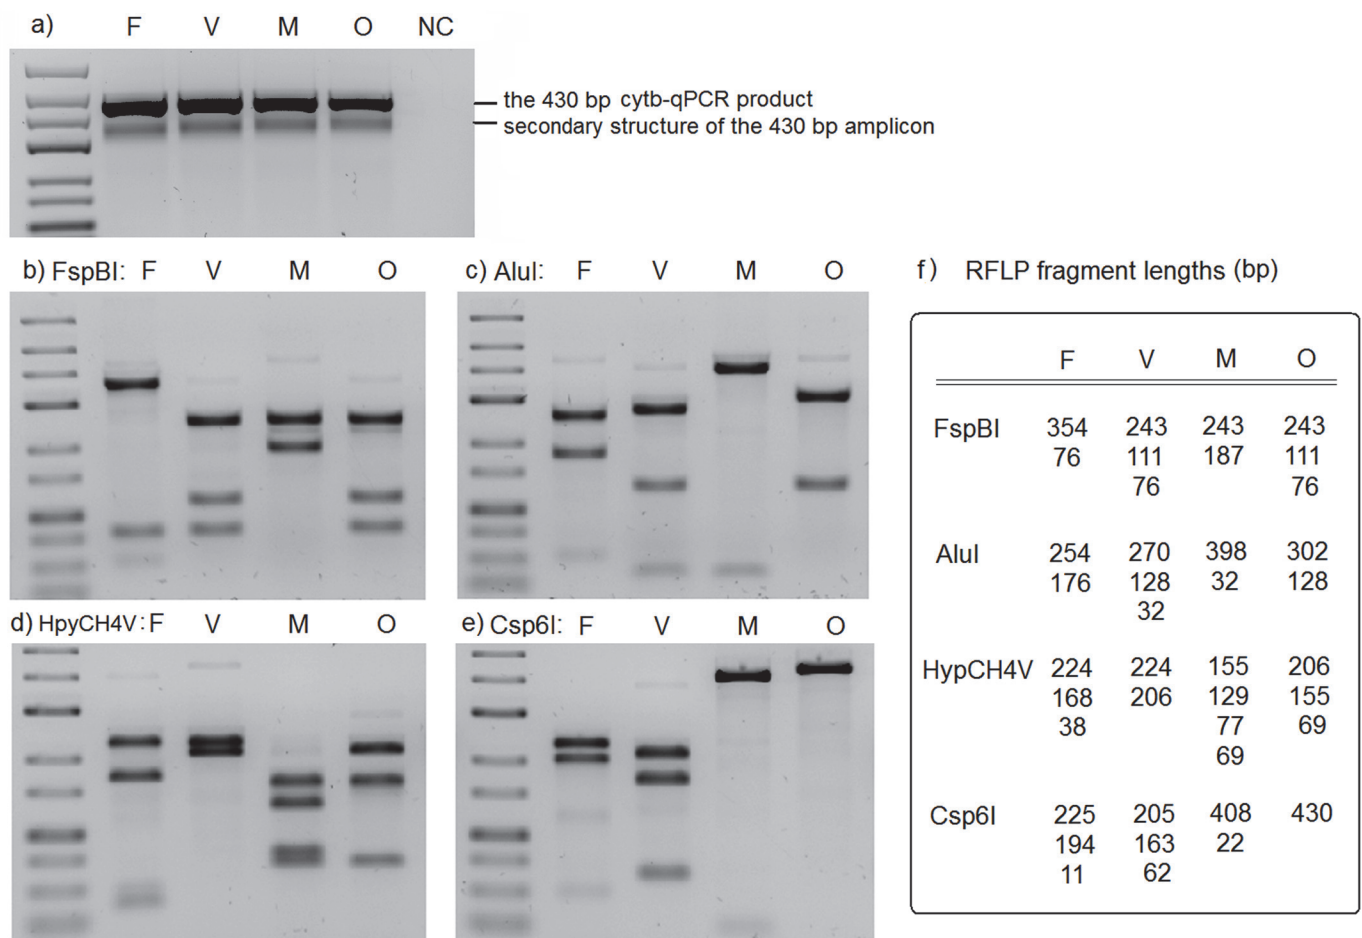 a) F V M O NC
the 430 bp cytb-qPCR product
secondary structure of the 430 bp amplicon
b) FspBI: F V M O
c) AluI: F V M O
d) HpyCH4V: F V M O
e) Csp6I: F V M O
f) RFLP fragment lengths (bp)
F V M O
FspBI 354 243 243 243
76 111 187 111
76 76
AluI 254 270 398 302
176 128 32 128
32
HypCH4V 224 224 155 206
168 206 129 155
38 77 69
69
Csp6I 225 205 408 430
194 163 22
11 62